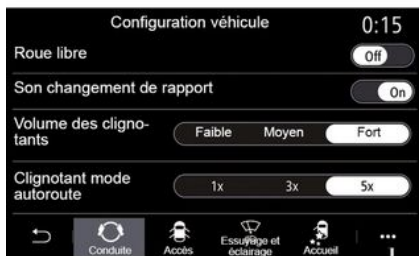 Configuration véhicule 0:15
Roue libre Off
Son changement de rapport On
Volume des cligno-
tants Faible Moyen Fort
Clignotant mode
autoroute 1x 3x 5x
Conduite Accès Essuyage et
éclairage Accueil